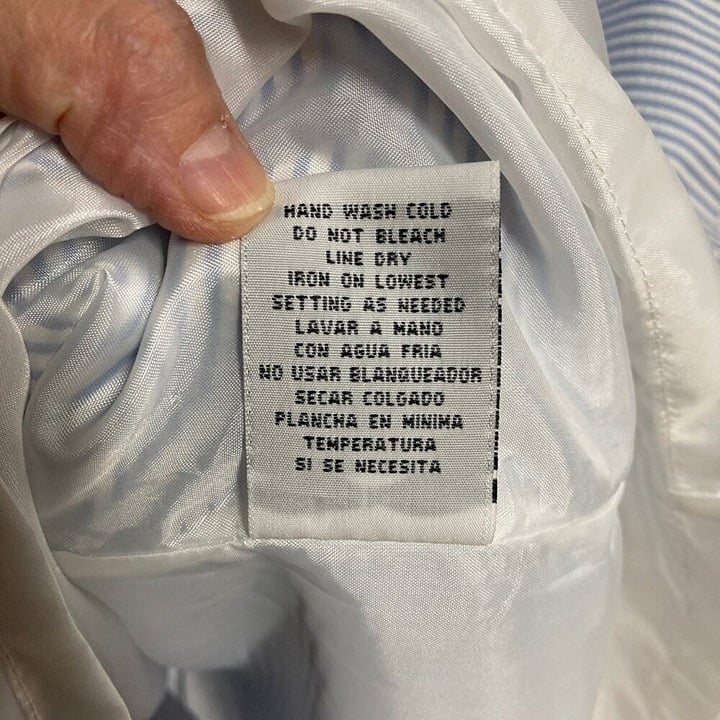 HAND WASH COLD
DO NOT BLEACH
LINE DRY
IRON ON LOWEST
SETTING AS NEEDED
LAVAR A MANO
CON AGUA FRIA
NO USAR BLANQUEADOR
SECAR COLGADO
PLANCHA EN MINIMA
TEMPERATURA
SI SE NECESITA